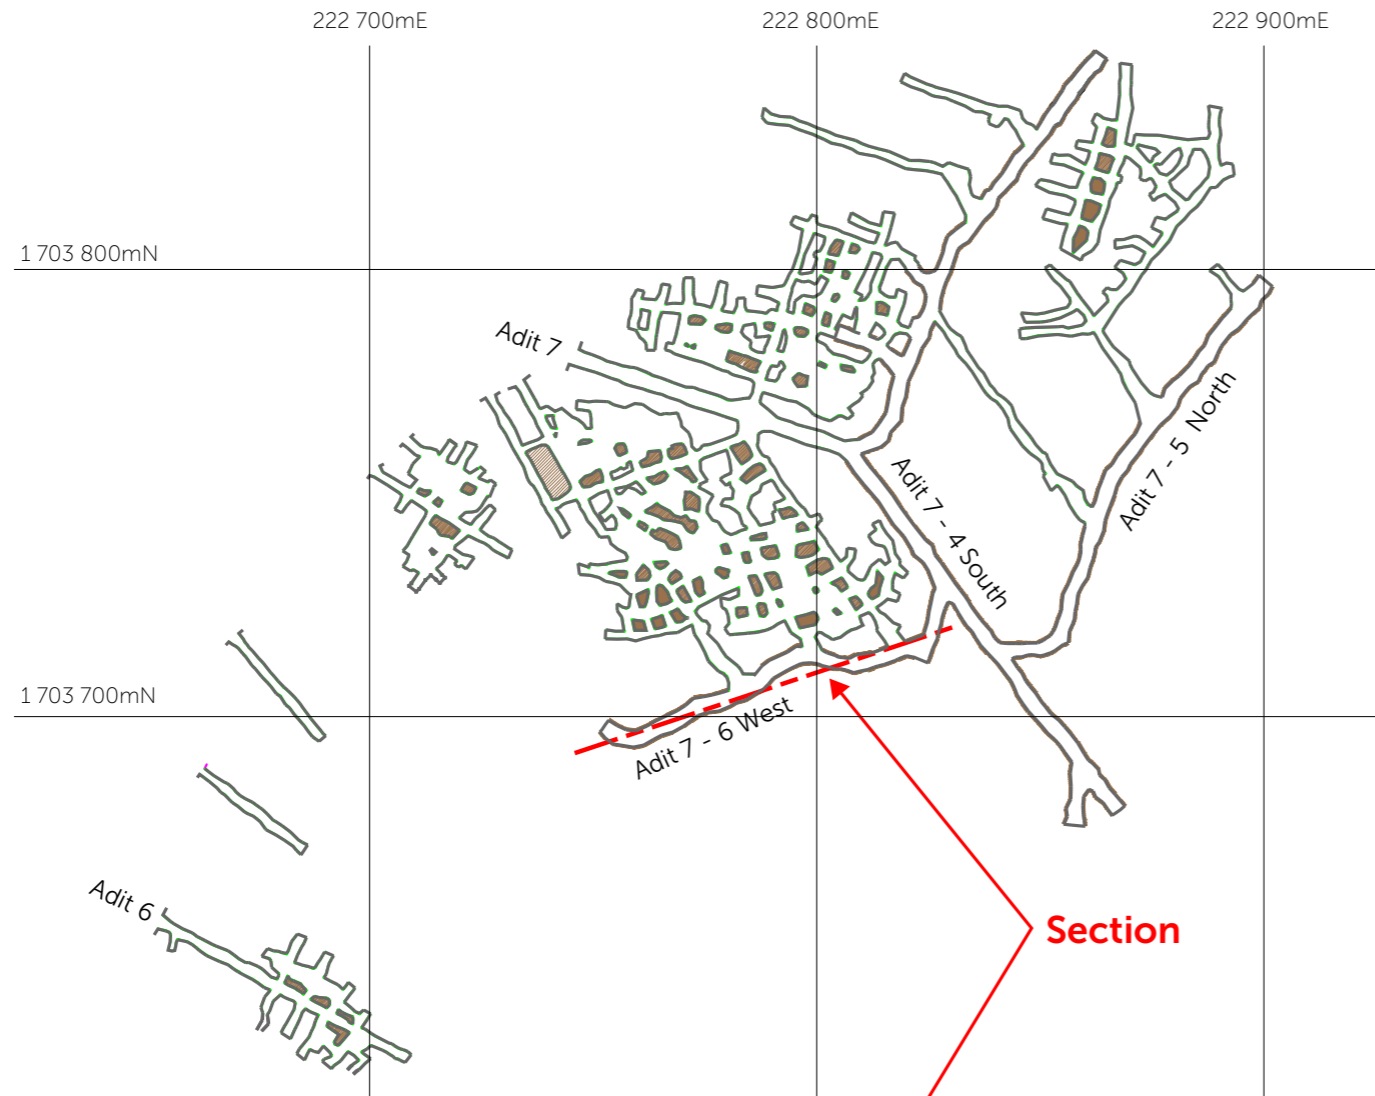 222 700mE
222 800mE
222 900mE
1 703 800mN
Adit 7
Adit 7 - 5 North
Adit 7 - 4 South
1 703 700mN
Adit 7 - 6 West
Adit 6
Section